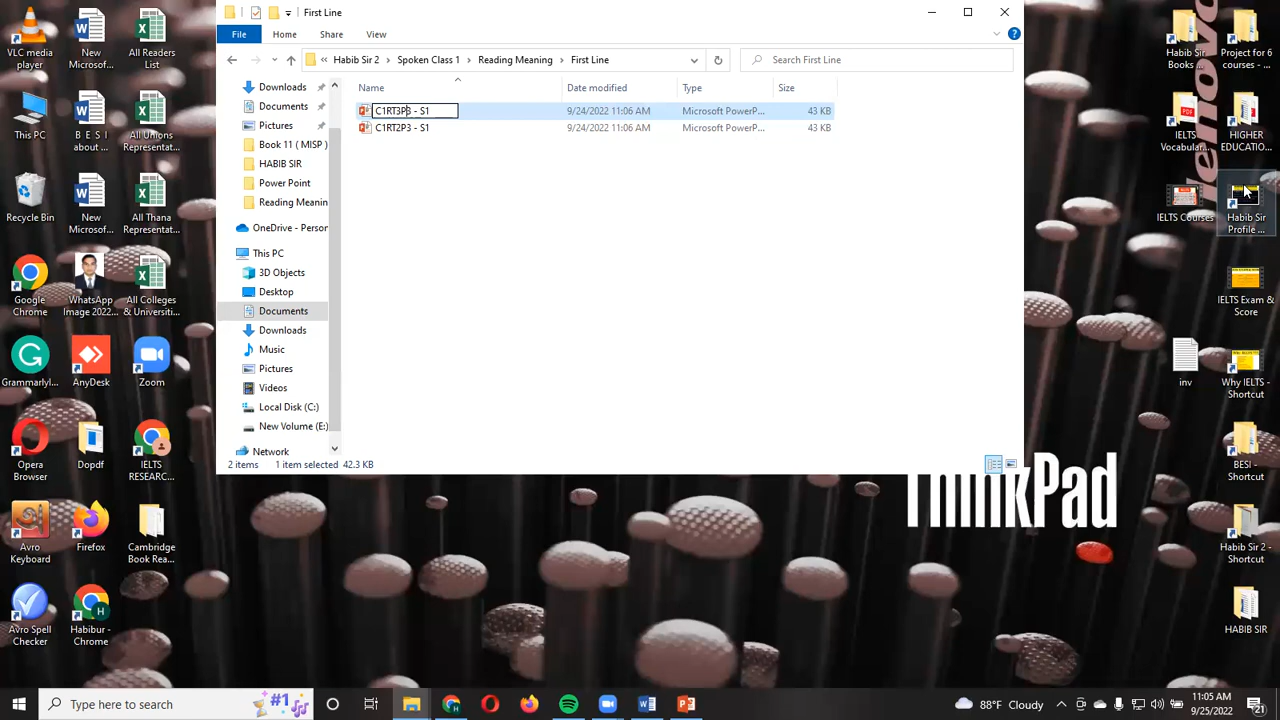 First Line
File
Home
Share
View
« Habib Sir 2 > Spoken Class 1 > Reading Meaning > First Line
Search First Line
Name
Date modified
Type
Size
C1RT3P3 - S1
9/24/2022 11:06 AM
Microsoft PowerP...
43 KB
C1RT2P3 - S1
9/24/2022 11:06 AM
Microsoft PowerP...
43 KB
Downloads
Documents
Pictures
Book 11 ( MISP )
HABIB SIR
Power Point
Reading Meanin
OneDrive - Person
This PC
3D Objects
Desktop
Documents
Downloads
Music
Pictures
Videos
Local Disk (C:)
New Volume (E:)
Network
2 items
1 item selected
42.3 KB
VLC media
player
New
Microsof...
All Readers
List
This PC
B E S I
about ...
All Unions
Representat...
Recycle Bin
New
Microsof...
All Thana
Representat...
Google
Chrome
WhatsApp
Image 2022...
All Colleges
& Universiti...
Grammarly...
AnyDesk
Zoom
Opera
Browser
Dopdf
IELTS
RESEARC...
Avro
Keyboard
Firefox
Cambridge
Book Rea...
Avro Spell
Checker
Habibur -
Chrome
Habib Sir
Books ...
Project for 6
courses ...
IELTS
Vocabular...
HIGHER
EDUCATIO...
IELTS Courses
Habib Sir
Profile ...
IELTS Exam &
Score
inv
Why IELTS -
Shortcut
BESI -
Shortcut
Habib Sir 2 -
Shortcut
HABIB SIR
lenovo
ThinkPad
Type here to search
#1
88°F Cloudy
11:05 AM
9/25/2022
21